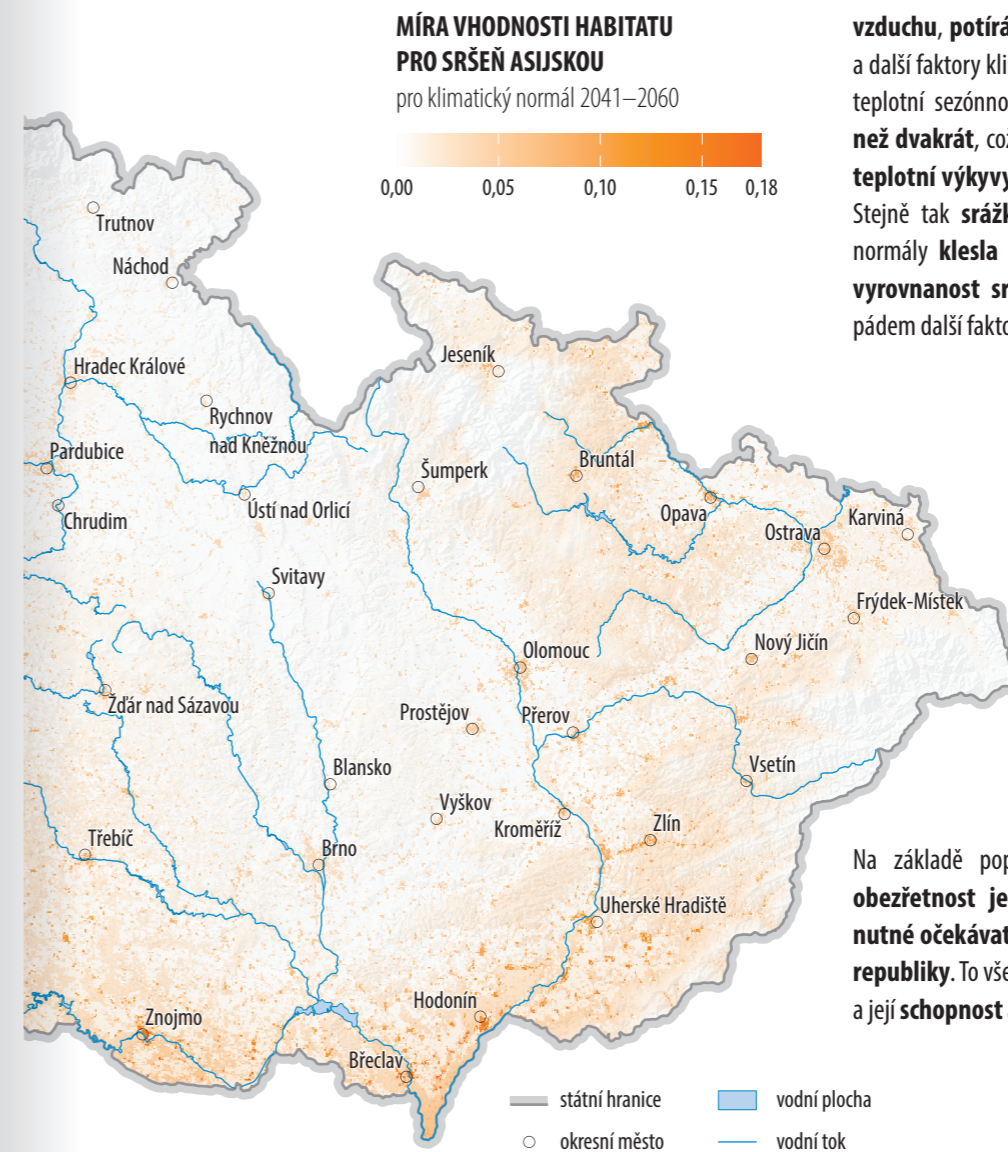 MÍRA VHODNOSTI HABITATU
PRO SRŠEŇ ASIJSKOU
pro klimatický normál 2041–2060
0,00 0,05 0,10 0,15 0,18
vzduchu, potírá
a další faktory kli
teplotní sezónno
než dvakrát, což
teplotní výkyvy
Stejně tak srážk
normály klesla
vyrovnanost sr
pádem další fakto
Trutnov
Náchod
Jeseník
Hradec Králové
Rychnov
nad Kněžnou
Pardubice
Šumperk
Bruntál
Ústí nad Orlicí
Chrudim
Opava
Ostrava
Karviná
Svitavy
Frýdek-Místek
Olomouc
Nový Jičín
Žďár nad Sázavou
Prostějov
Přerov
Blansko
Vsetín
Vyškov
Kroměříž
Zlín
Třebíč
Brno
Uherské Hradiště
Hodonín
Znojmo
Břeclav
Na základě pop
obezřetnost je
nutné očekávat
republiky. To vše
a její schopnost
státní hranice
vodní plocha
okresní město
vodní tok